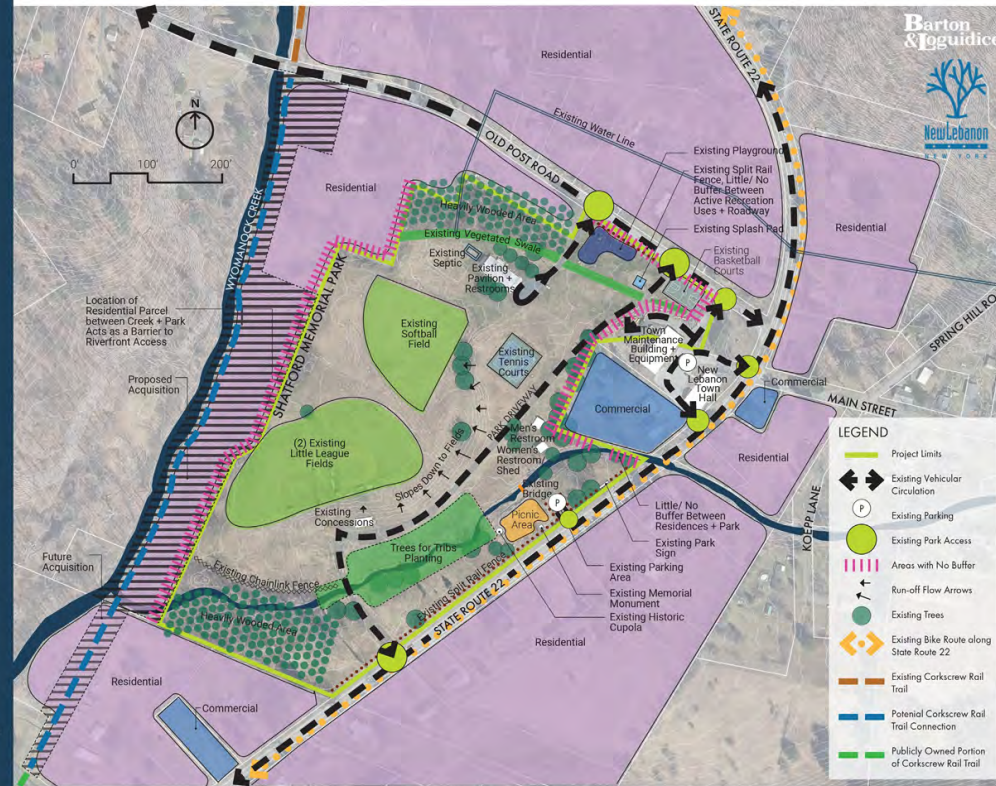 Barton
& Loguidice
NewLebanon
NEW YORK
STATE ROUTE 22
Residential
N
0'
100'
200'
Existing Water Line
OLD POST ROAD
Existing Playground
Existing Split Rail
Fence, Little/ No
Buffer Between
Active Recreation
Uses + Roadway
Existing Splash Pad
Existing
Basketball
Courts
Residential
Residential
Heavily Wooded Area
Existing Vegetated Swale
Existing
Septic
Existing
Pavilion +
Restrooms
WYOMANOCK CREEK
SHATFORD MEMORIAL PARK
Location of
Residential Parcel
between Creek + Park
Acts as a Barrier to
Riverfront Access
Proposed
Acquisition
Existing
Softball
Field
Existing
Tennis
Courts
Town
Maintenance
Building +
Equipment
P
New
Lebanon
Town
Hall
Commercial
Commercial
SPRING HILL RO
MAIN STREET
PARK DRIVEWAY
Men's
Restroom
Women's
Restroom/
Shed
(2) Existing
Little League
Fields
Slopes Down to Fields
Existing
Concessions
Existing
Bridge
P
Picnic
Area
Residential
KOEPP LANE
Little/ No
Buffer Between
Residences + Park
Existing Park
Sign
Existing Parking
Area
Existing Memorial
Monument
Existing Historic
Cupola
Trees for Tribs
Planting
Existing Split Rail Fence
STATE ROUTE 22
Future
Acquisition
Existing Chainlink Fence
Heavily Wooded Area
Residential
Residential
Commercial
LEGEND
Project Limits
Existing Vehicular
Circulation
P
Existing Parking
Existing Park Access
Areas with No Buffer
Run-off Flow Arrows
Existing Trees
Existing Bike Route along
State Route 22
Existing Corkscrew Rail
Trail
Potenial Corkscrew Rail
Trail Connection
Publicly Owned Portion
of Corkscrew Rail Trail